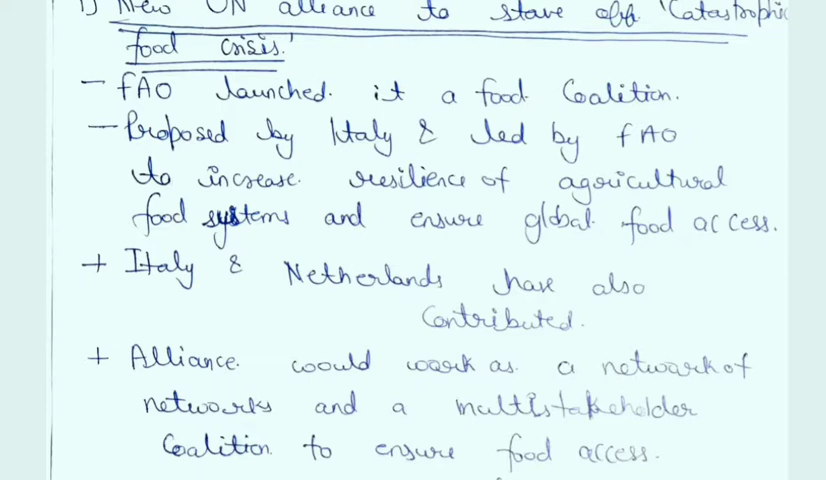 1) New UN alliance to stave off 'Catastrophic
food crisis.'
- FAO launched it a food Coalition.
- Proposed by Italy & led by FAO
to increase resilience of agricultural
food systems and ensure global food access.
+ Italy & Netherlands have also
Contributed.
+ Alliance would work as a network of
networks and a multistakeholder
Coalition to ensure food access.